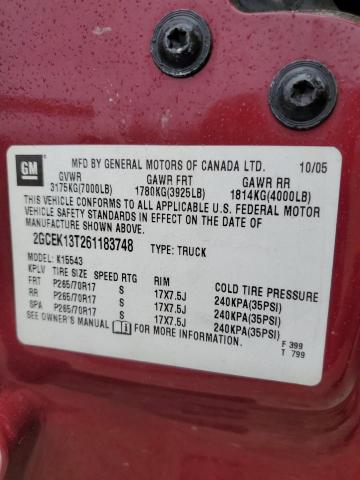 GM
MFD BY GENERAL MOTORS OF CANADA LTD. 10/05
GVWR GAWR FRT GAWR RR
3175KG(7000LB) 1780KG(3925LB) 1814KG(4000LB)
THIS VEHICLE CONFORMS TO ALL APPLICABLE U.S. FEDERAL MOTOR
VEHICLE SAFETY STANDARDS IN EFFECT ON THE DATE OF
MANUFACTURE SHOWN ABOVE.
2GCEK13T261183748 TYPE: TRUCK
MODEL: K15543
KPLV TIRE SIZE SPEED RTG RIM COLD TIRE PRESSURE
FRT P265/70R17 S 17X7.5J 240KPA(35PSI)
RR P265/70R17 S 17X7.5J 240KPA(35PSI)
SPA P265/70R17 S 17X7.5J 240KPA(35PSI)
SEE OWNER'S MANUAL FOR MORE INFORMATION.
F 399
T 799